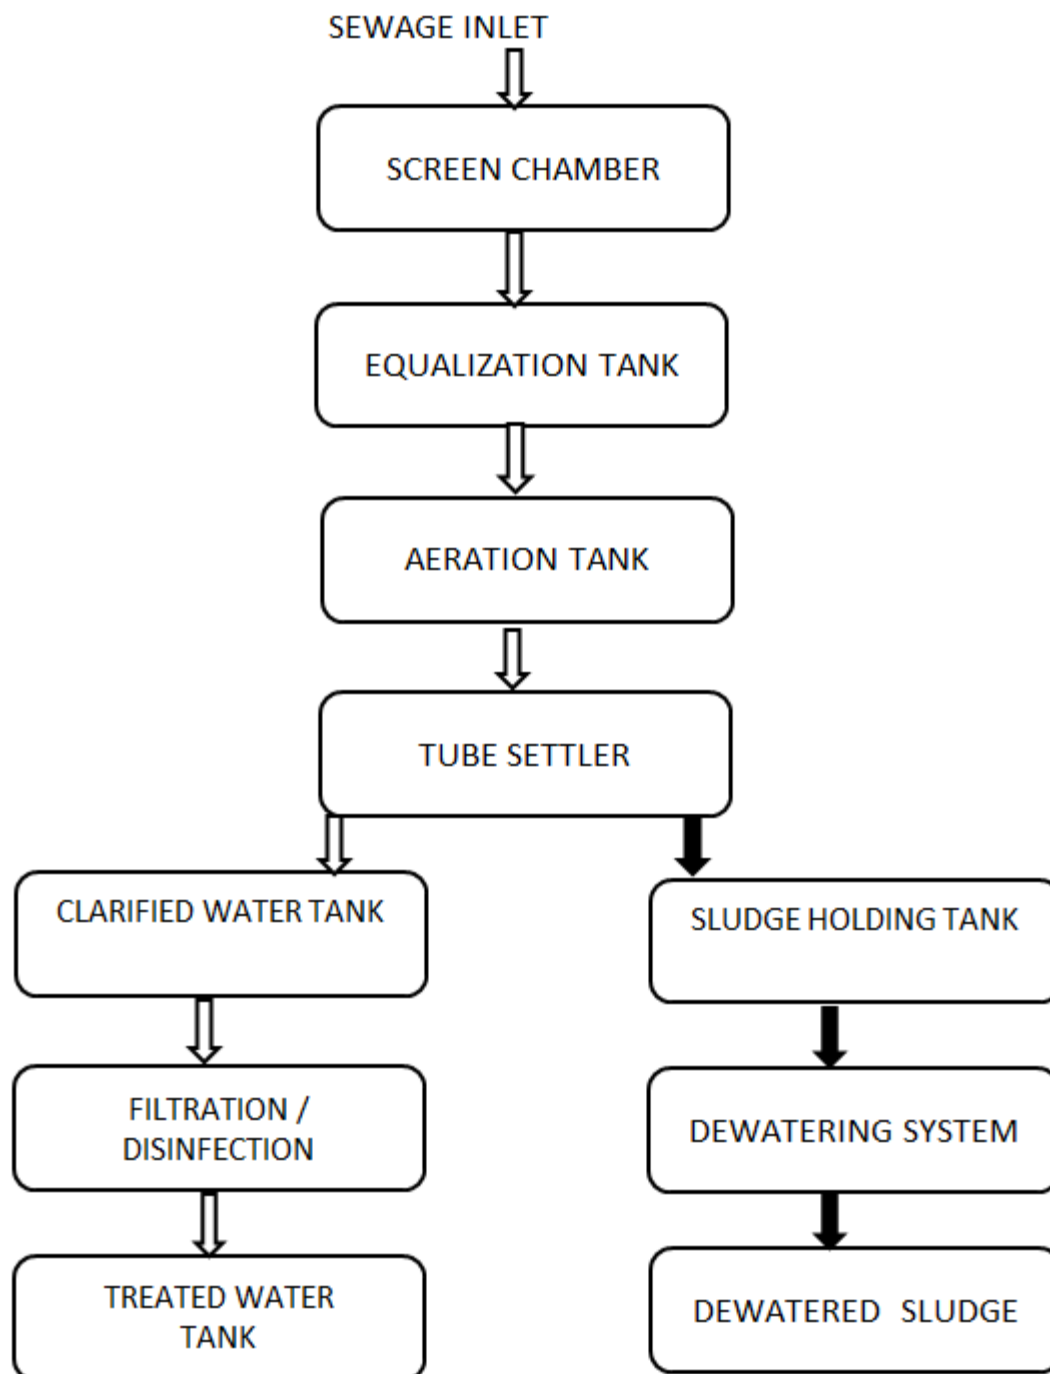 SEWAGE INLET
SCREEN CHAMBER
EQUALIZATION TANK
AERATION TANK
TUBE SETTLER
CLARIFIED WATER TANK
SLUDGE HOLDING TANK
FILTRATION /
DISINFECTION
DEWATERING SYSTEM
TREATED WATER
TANK
DEWATERED SLUDGE